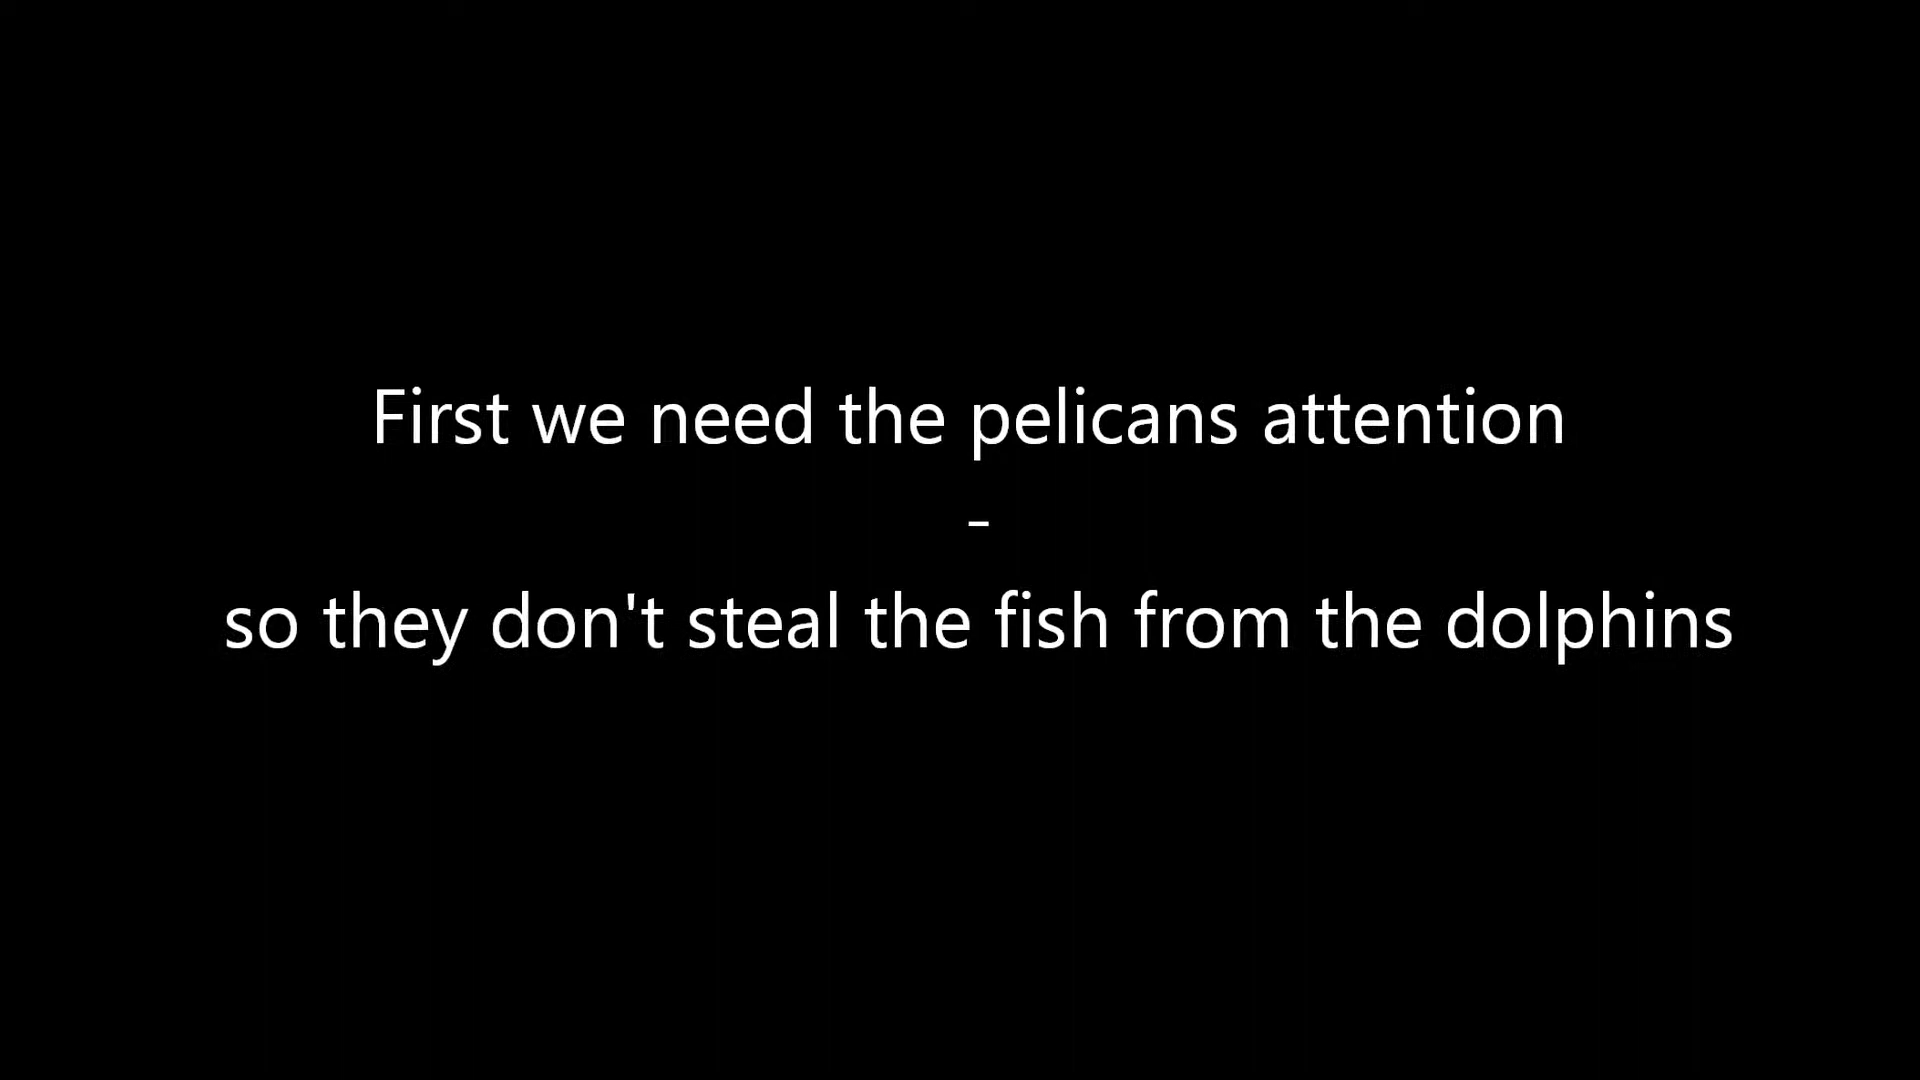 First we need the pelicans attention
-
so they don't steal the fish from the dolphins